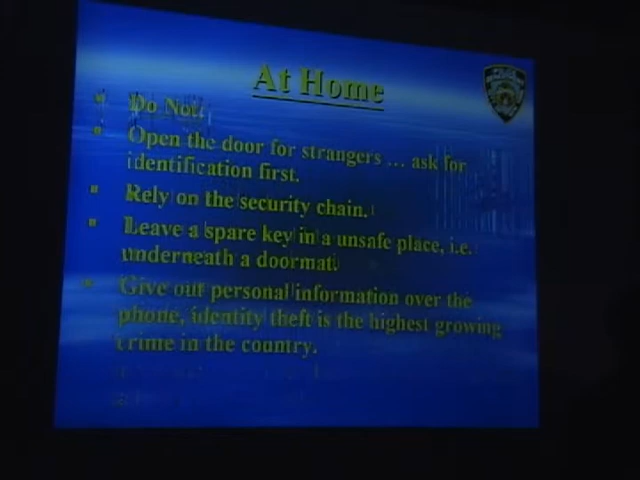 At Home
Do Not:
Open the door for strangers ... ask for
identification first.
Rely on the security chain.
Leave a spare key in a unsafe place, i.e.
underneath a doormat.
Give out personal information over the
phone, identity theft is the highest growing
crime in the country.